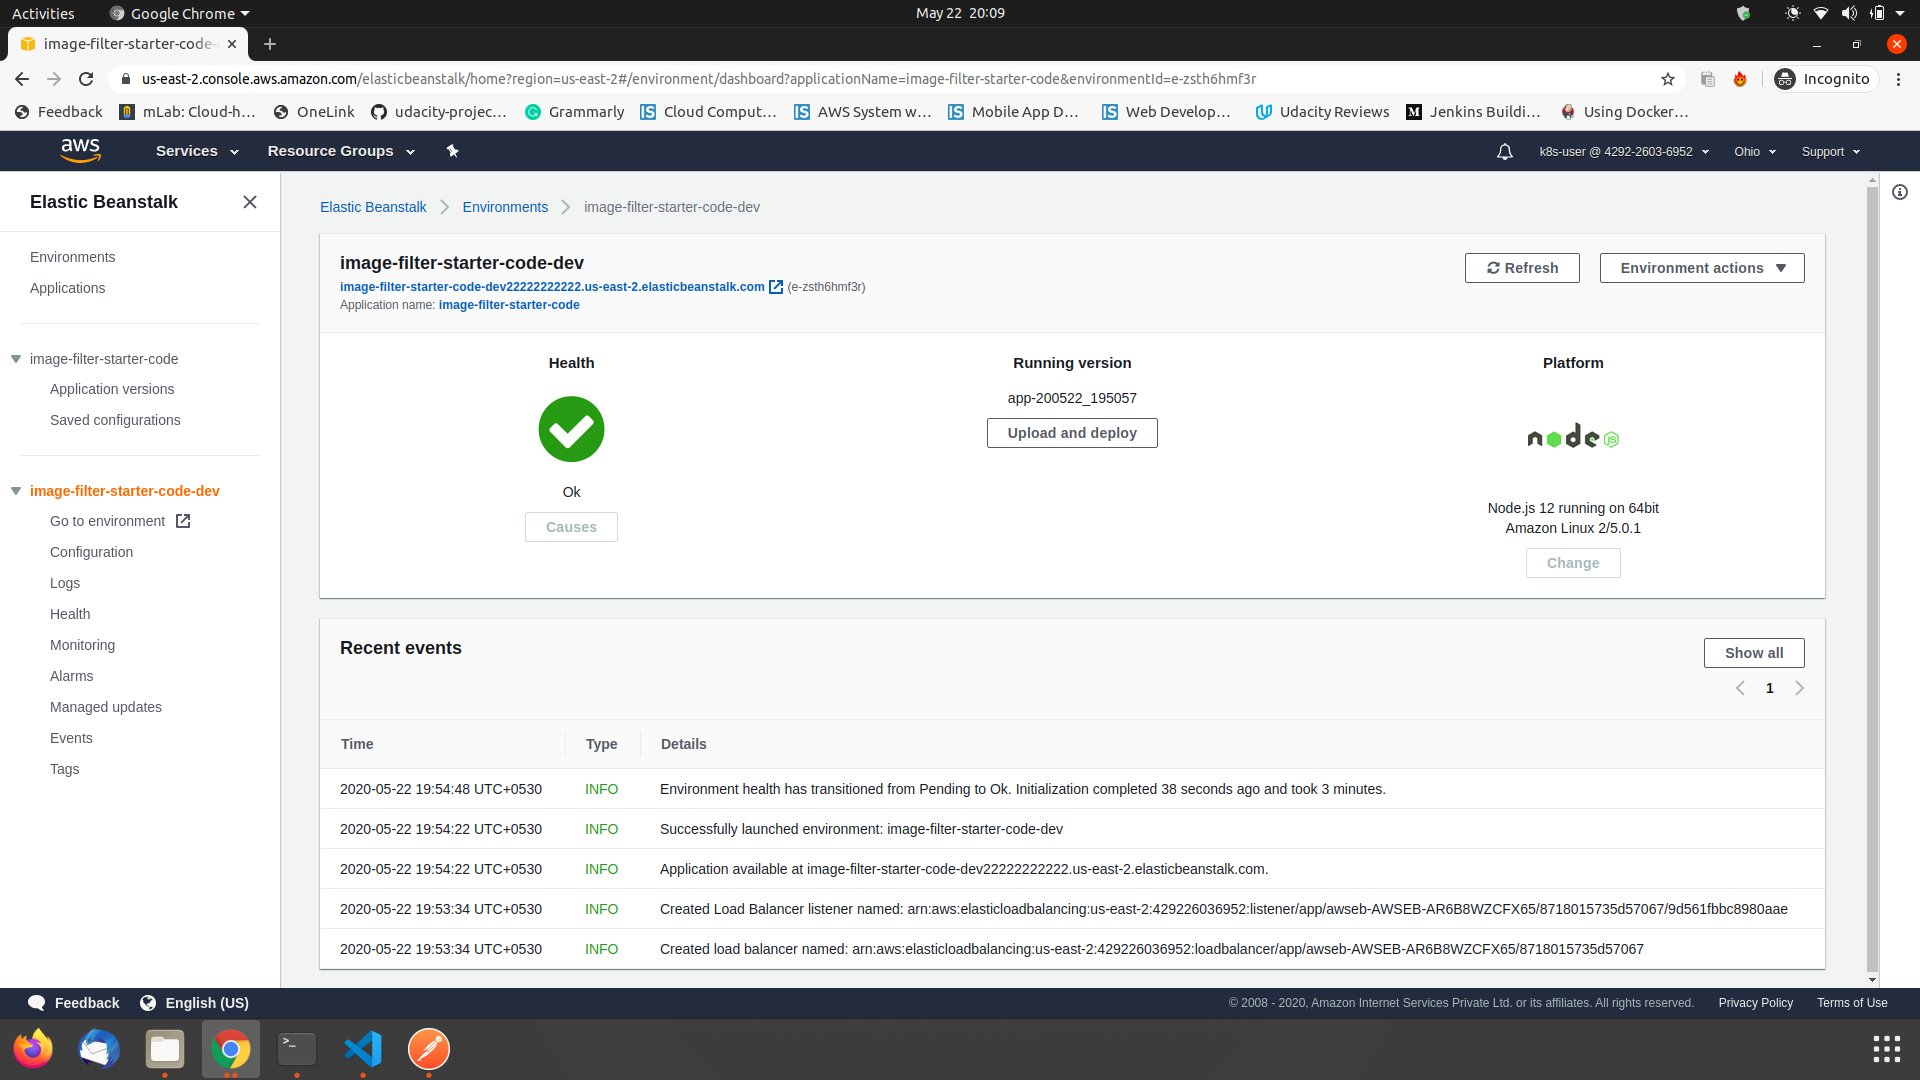 Activities
Google Chrome
May 22 20:09
image-filter-starter-code-
us-east-2.console.aws.amazon.com/elasticbeanstalk/home?region=us-east-2#/environment/dashboard?applicationName=image-filter-starter-code&environmentId=e-zsth6hmf3r
Incognito
Feedback
mLab: Cloud-h...
OneLink
udacity-projec...
Grammarly
Cloud Comput...
AWS System w...
Mobile App D...
Web Develop...
Udacity Reviews
Jenkins Buildi...
Using Docker...
aws
Services
Resource Groups
k8s-user @ 4292-2603-6952
Ohio
Support
Elastic Beanstalk
Environments
Applications
image-filter-starter-code
Application versions
Saved configurations
image-filter-starter-code-dev
Go to environment
Configuration
Logs
Health
Monitoring
Alarms
Managed updates
Events
Tags
Elastic Beanstalk
Environments
image-filter-starter-code-dev
image-filter-starter-code-dev
image-filter-starter-code-dev22222222222.us-east-2.elasticbeanstalk.com (e-zsth6hmf3r)
Application name: image-filter-starter-code
Refresh
Environment actions
Health
Ok
Causes
Running version
app-200522_195057
Upload and deploy
Platform
node JS
Node.js 12 running on 64bit
Amazon Linux 2/5.0.1
Change
Recent events
Show all
1
Time Type Details
2020-05-22 19:54:48 UTC+0530 INFO Environment health has transitioned from Pending to Ok. Initialization completed 38 seconds ago and took 3 minutes.
2020-05-22 19:54:22 UTC+0530 INFO Successfully launched environment: image-filter-starter-code-dev
2020-05-22 19:54:22 UTC+0530 INFO Application available at image-filter-starter-code-dev22222222222.us-east-2.elasticbeanstalk.com.
2020-05-22 19:53:34 UTC+0530 INFO Created Load Balancer listener named: arn:aws:elasticloadbalancing:us-east-2:429226036952:listener/app/awseb-AWSEB-AR6B8WZCFX65/8718015735d57067/9d561fbbc8980aae
2020-05-22 19:53:34 UTC+0530 INFO Created load balancer named: arn:aws:elasticloadbalancing:us-east-2:429226036952:loadbalancer/app/awseb-AWSEB-AR6B8WZCFX65/8718015735d57067
Feedback
English (US)
© 2008 - 2020, Amazon Internet Services Private Ltd. or its affiliates. All rights reserved.
Privacy Policy
Terms of Use